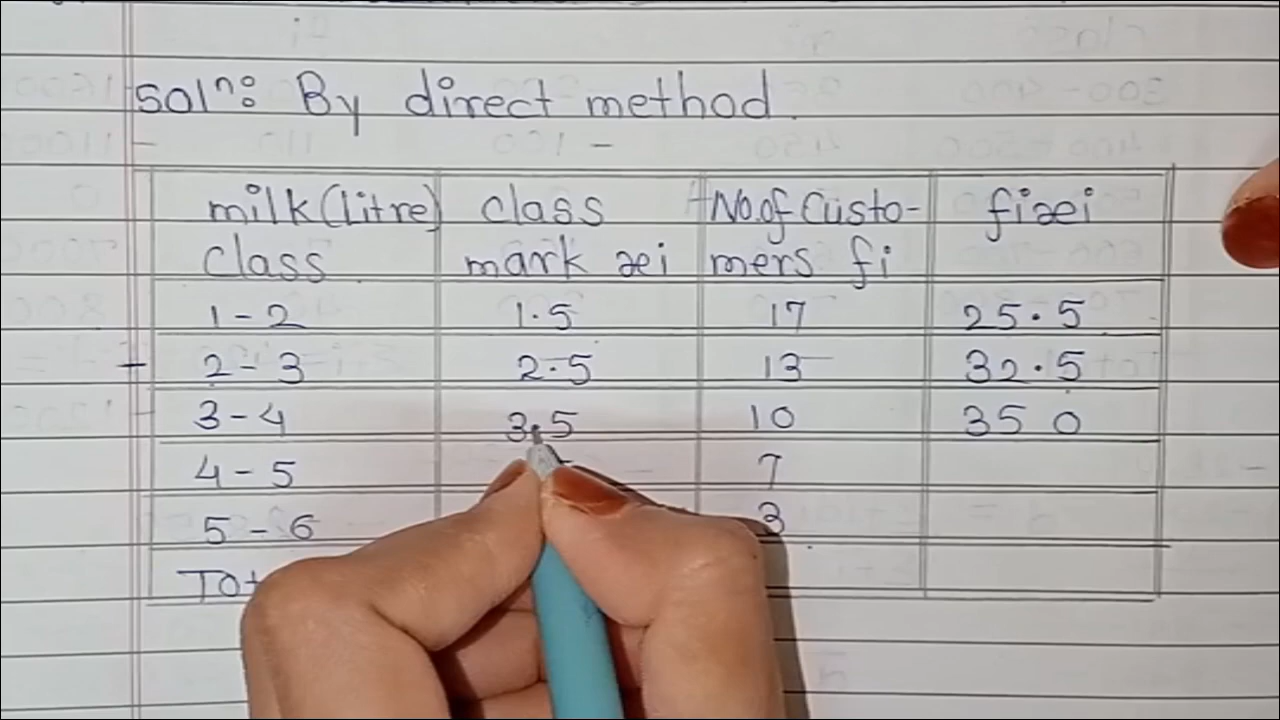 Solⁿ: By direct method.
milk(litre) class mark xi No. of Custo- fixi
class mers fi
1-2 1.5 17 25.5
2-3 2.5 13 32.5
3-4 3.5 10 35 0
4-5 7
5-6 3